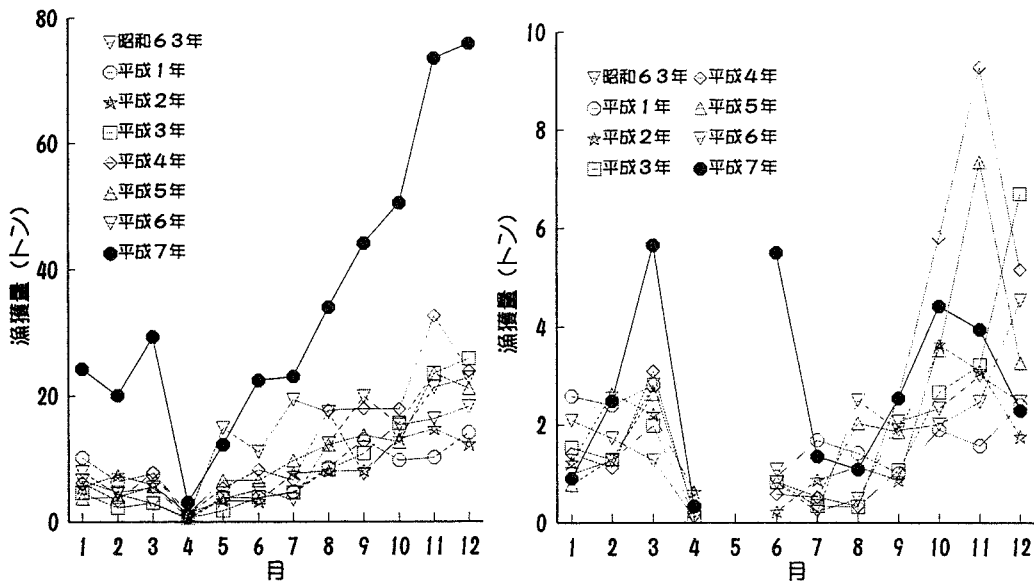 漁獲量 (トン)
80
60
40
20
0
▽昭和63年
○平成1年
★平成2年
□平成3年
◇平成4年
△平成5年
▽平成6年
●平成7年
1 2 3 4 5 6 7 8 9 10 11 12
月
漁獲量 (トン)
10
8
6
4
2
0
▽昭和63年 ◇平成4年
○平成1年 △平成5年
★平成2年 ▽平成6年
□平成3年 ●平成7年
1 2 3 4 5 6 7 8 9 10 11 12
月